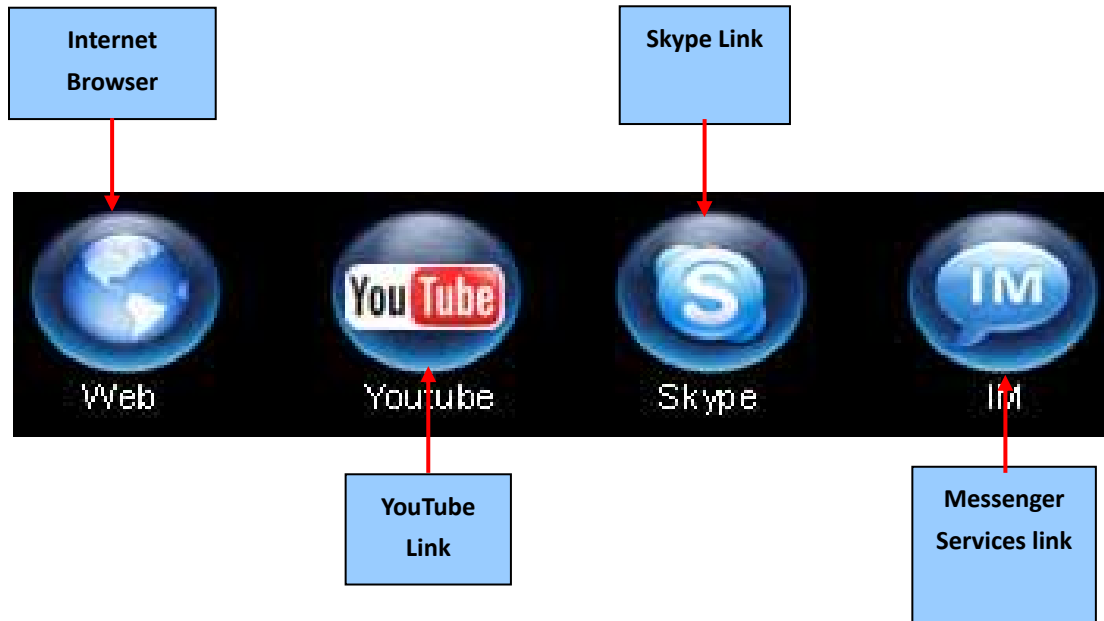 Internet
Browser
Skype Link
You Tube
S
IM
Web
Youtube
Skype
IM
YouTube
Link
Messenger
Services link